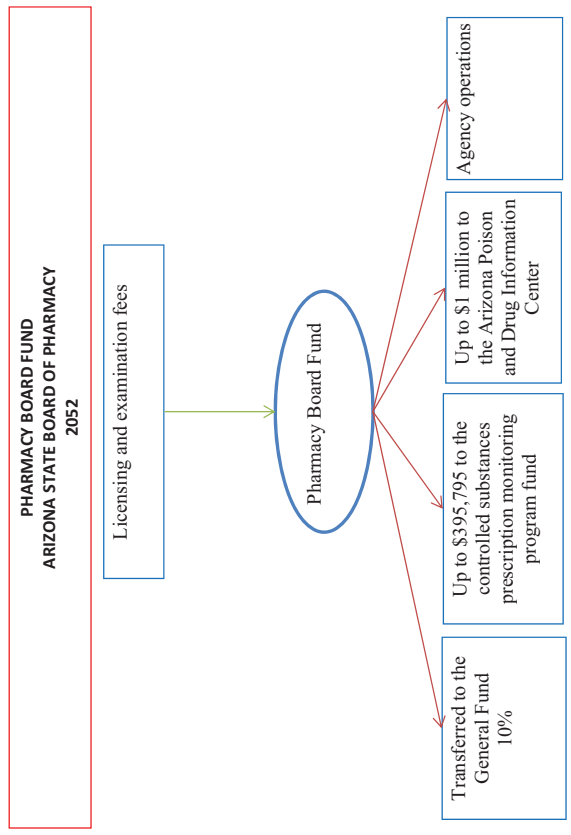 PHARMACY BOARD FUND
ARIZONA STATE BOARD OF PHARMACY
2052
Licensing and examination fees
Pharmacy Board Fund
Transferred to the
General Fund
10%
Up to $395,795 to the
controlled substances
prescription monitoring
program fund
Up to $1 million to
the Arizona Poison
and Drug Information
Center
Agency operations